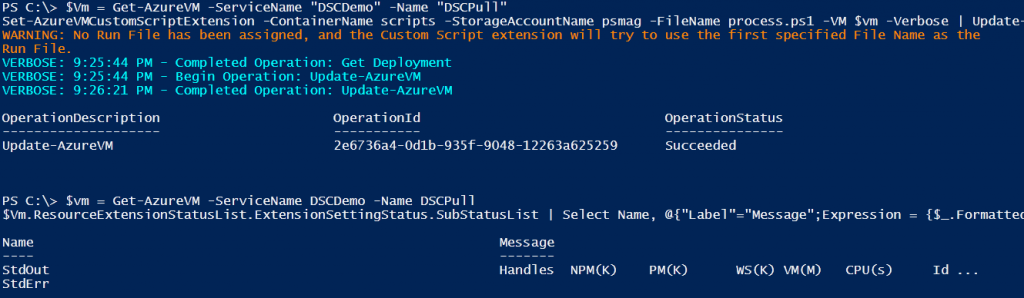 PS C:\> $Vm = Get-AzureVM -ServiceName "DSCDemo" -Name "DSCPull"
Set-AzureVMCustomScriptExtension -ContainerName scripts -StorageAccountName psmag -FileName process.ps1 -VM $vm -Verbose | Update-
WARNING: No Run File has been assigned, and the Custom Script extension will try to use the first specified File Name as the
Run File.
VERBOSE: 9:25:44 PM - Completed Operation: Get Deployment
VERBOSE: 9:25:44 PM - Begin Operation: Update-AzureVM
VERBOSE: 9:26:21 PM - Completed Operation: Update-AzureVM
OperationDescription OperationId OperationStatus
-------------------- ----------- ---------------
Update-AzureVM 2e6736a4-0d1b-935f-9048-12263a625259 Succeeded
PS C:\> $vm = Get-AzureVM -ServiceName DSCDemo -Name DSCPull
$Vm.ResourceExtensionStatusList.ExtensionSettingStatus.SubStatusList | Select Name, @{"Label"="Message";Expression = {$_.Formatted
Name Message
---- -------
StdOut Handles NPM(K) PM(K) WS(K) VM(M) CPU(s) Id ...
StdErr